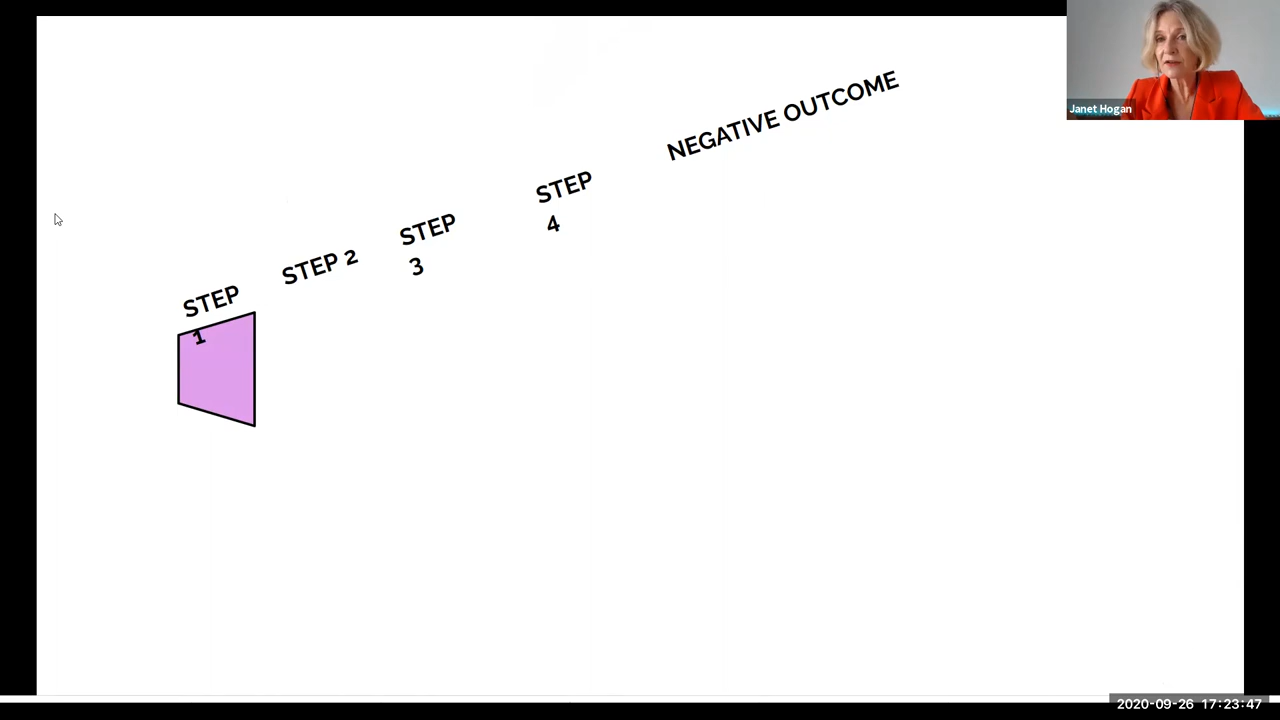 Janet Hogan
NEGATIVE OUTCOME
STEP
4
STEP
3
STEP 2
STEP
1
2020-09-26 17:23:47